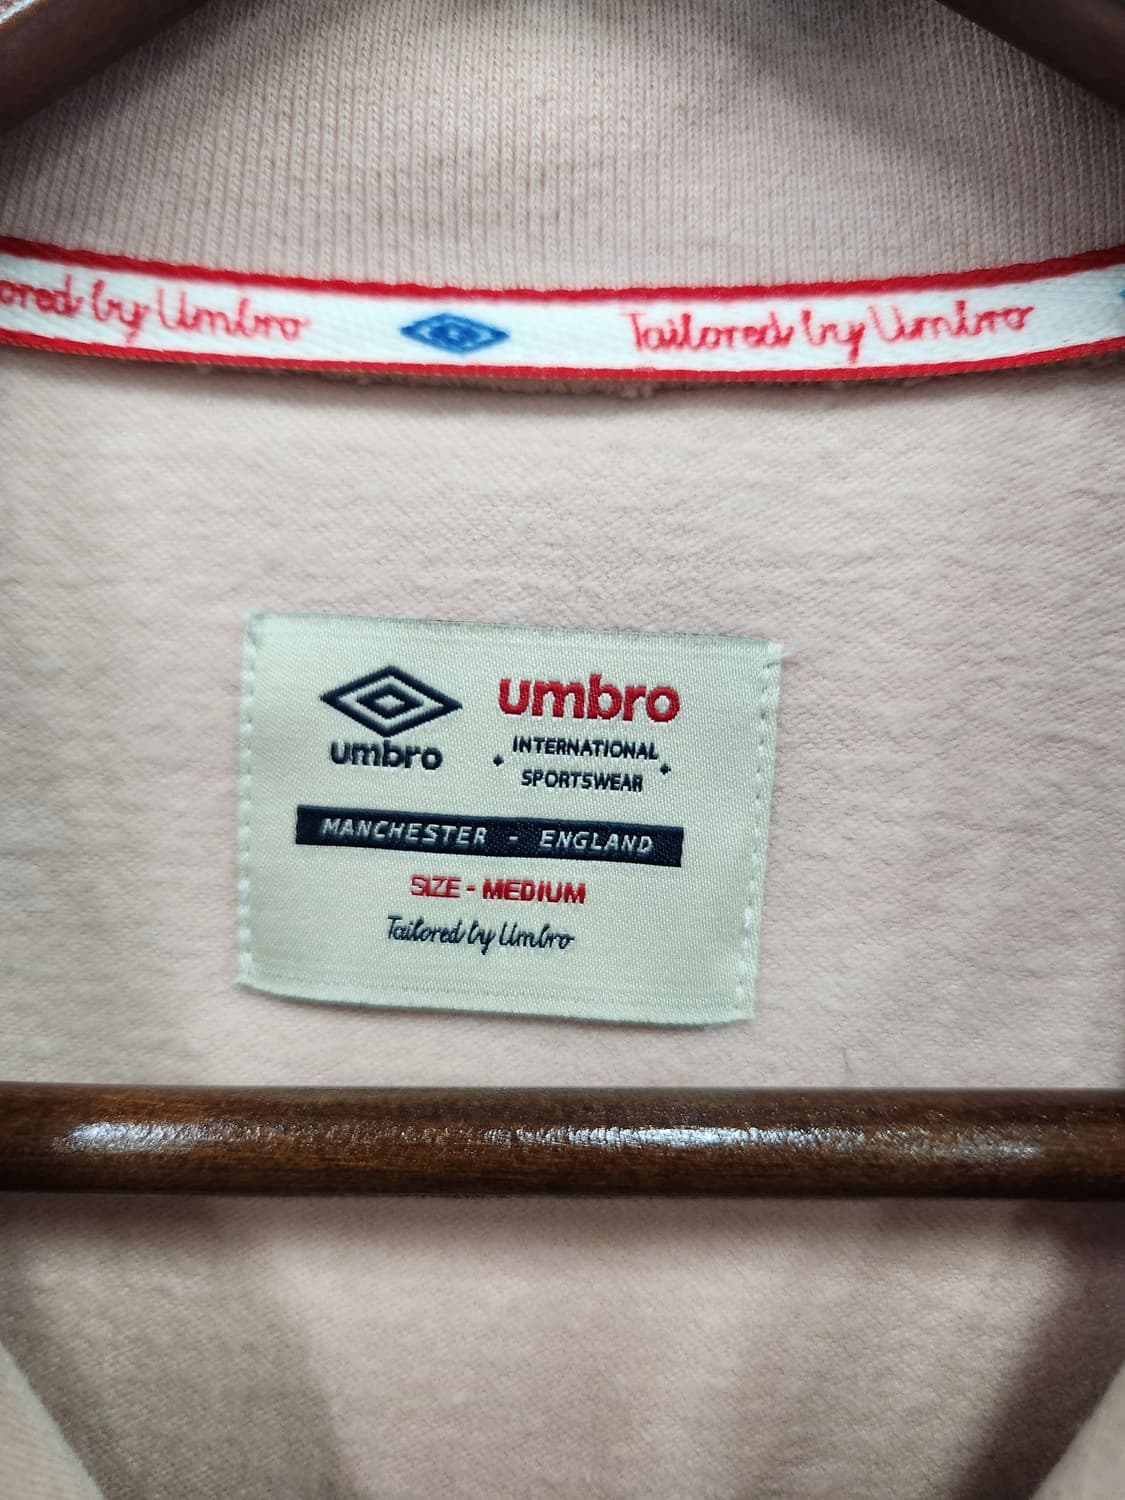 ored by Umbro Tailored by Umbro
umbro
umbro
INTERNATIONAL
SPORTSWEAR
MANCHESTER - ENGLAND
SIZE - MEDIUM
Tailored by Umbro